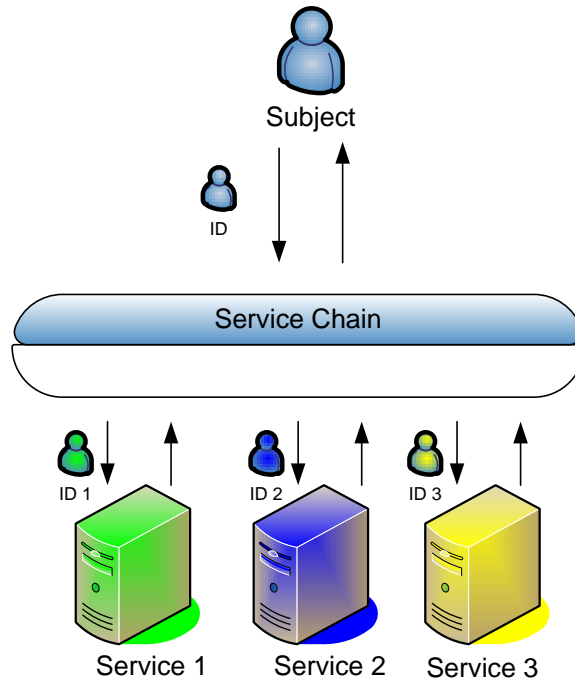 Subject
ID
Service Chain
ID 1
ID 2
ID 3
Service 1
Service 2
Service 3